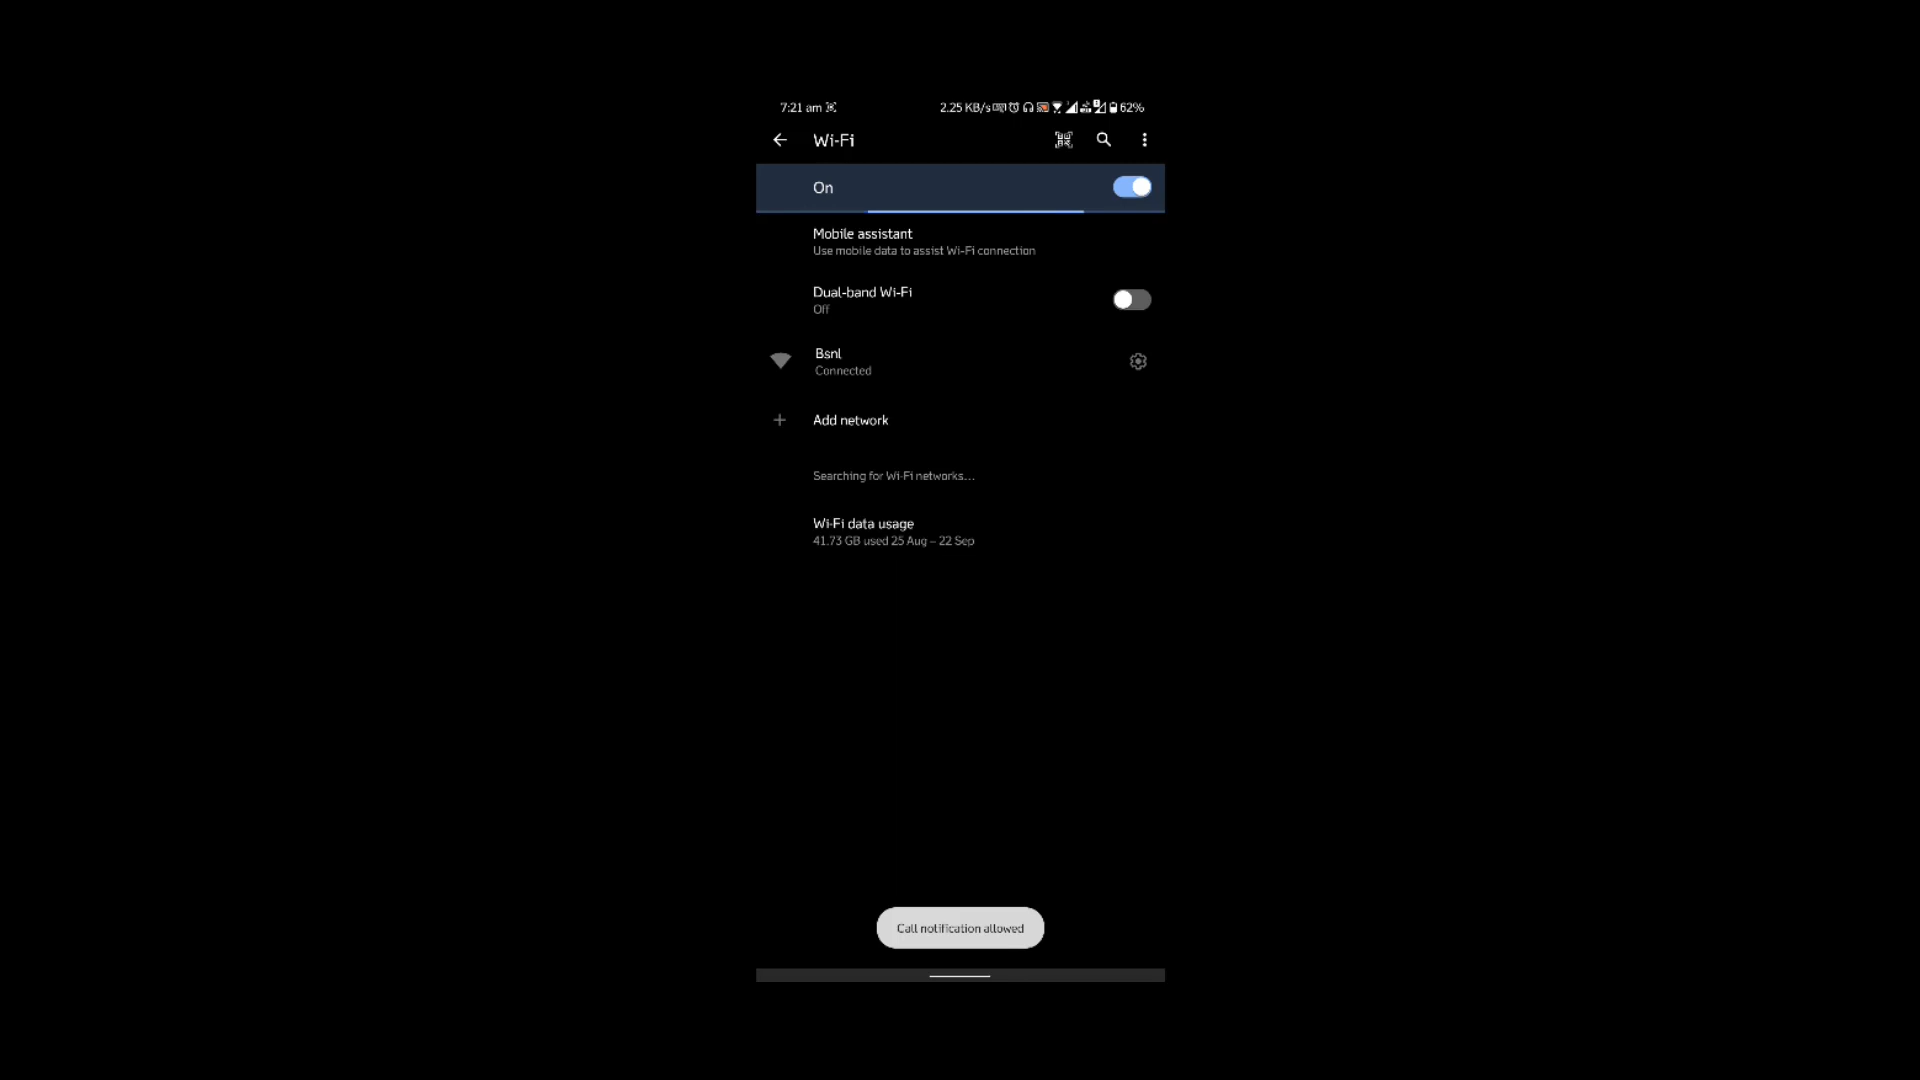 7:21 am 2.25 KB/s 62%
Wi-Fi
On
Mobile assistant
Use mobile data to assist Wi-Fi connection
Dual-band Wi-Fi
Off
Bsnl
Connected
Add network
Searching for Wi-Fi networks...
Wi-Fi data usage
41.73 GB used 25 Aug – 22 Sep
Call notification allowed